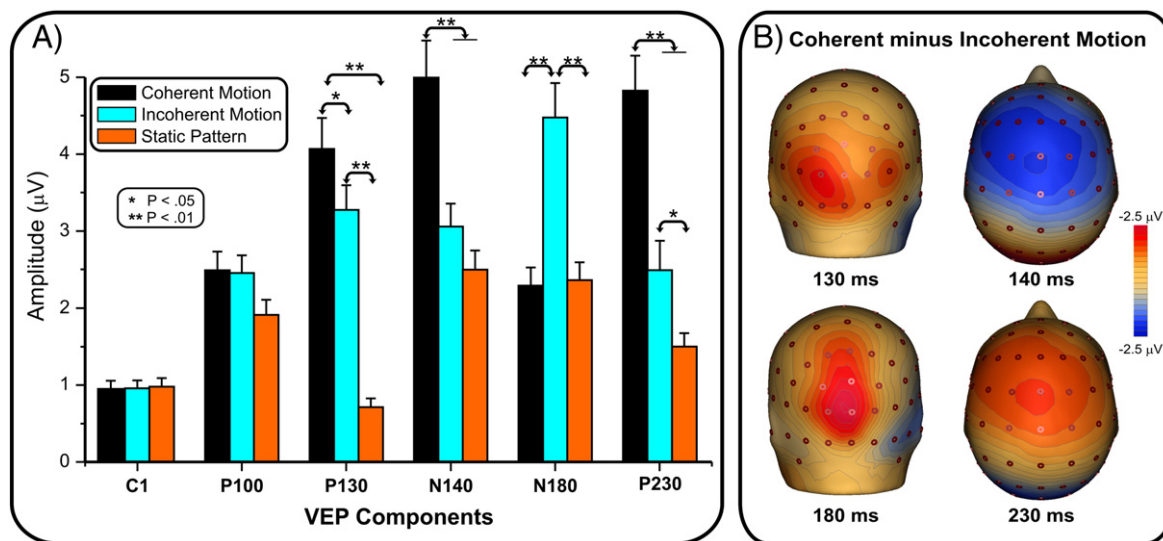 A)
Coherent Motion
Incoherent Motion
Static Pattern
* P < .05
** P < .01
Amplitude (μV)
5
4
3
2
1
0
** 
*
**
**
** **
**
*
C1 P100 P130 N140 N180 P230
VEP Components
B) Coherent minus Incoherent Motion
130 ms 140 ms
-2.5 μV
-2.5 μV
180 ms 230 ms